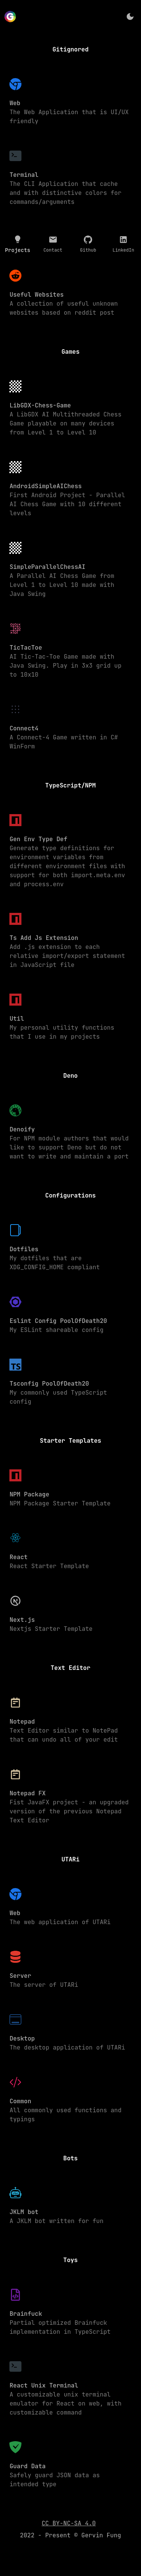 Gitignored
Web
The Web Application that is UI/UX
friendly
Terminal
The CLI Application that cache
data with distinctive colors for
commands/arguments
Projects
Contact
Github
LinkedIn
Useful Websites
A collection of useful unknown
websites based on reddit post
Games
LibGDX-Chess-Game
A LibGDX AI Multithreaded Chess
Game playable on many devices
from Level 1 to Level 10
AndroidSimpleAIChess
First Android Project - Parallel
AI Chess Game with 10 different
levels
SimpleParallelChessAI
A Parallel AI Chess Game from
Level 1 to Level 10 made with
Java Swing
TicTacToe
AI Tic-Tac-Toe Game made with
Java Swing. Play in 3x3 grid up
to 10x10
Connect4
A Connect-4 Game written in C#
WinForm
TypeScript/NPM
Gen Env Type Def
Generate type definitions for
environment variables from
different environment files with
support for both import.meta.env
and process.env
Ts Add Js Extension
Add .js extension to each
relative import/export statement
in JavaScript file
Util
My personal utility functions
that I use in my projects
Deno
Denoify
For NPM module authors that would
like to support Deno but do not
want to write and maintain a port
Configurations
Dotfiles
My dotfiles that are
XDG_CONFIG_HOME compliant
Eslint Config PoolOfDeath20
My ESLint shareable config
Tsconfig PoolOfDeath20
My commonly used TypeScript
config
Starter Templates
NPM Package
NPM Package Starter Template
React
React Starter Template
Next.js
Nextjs Starter Template
Text Editor
Notepad
Text Editor similar to NotePad
that can undo all of your edit
Notepad FX
Fist JavaFX project - an upgraded
version of the previous Notepad
Text Editor
UTARi
Web
The web application of UTARi
Server
The server of UTARi
Desktop
The desktop application of UTARi
Common
All commonly used functions and
typings
Bots
JKLM bot
A JKLM bot written for fun
Toys
Brainfuck
Partial optimized Brainfuck
implementation in TypeScript
React Unix Terminal
A customizable unix terminal
emulator for React on web, with
customizable command
Guard Data
Safely guard JSON data as
intended type
CC BY-NC-SA 4.0
2022 - Present © Gervin Fung